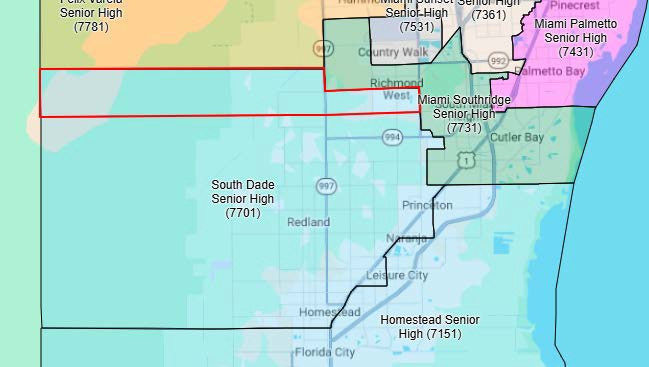 Felix Varela
Senior High
(7781)
Miami Sunset
Senior High
(7531)
Senior High
(7361)
Pinecrest
Miami Palmetto
Senior High
(7431)
997
Country Walk
992
Palmetto Bay
Richmond
West
Miami Southridge
Senior High
(7731)
994
Cutler Bay
1
South Dade
Senior High
(7701)
997
Princeton
Redland
Naranja
Leisure City
Homestead
Homestead Senior
High (7151)
Florida City